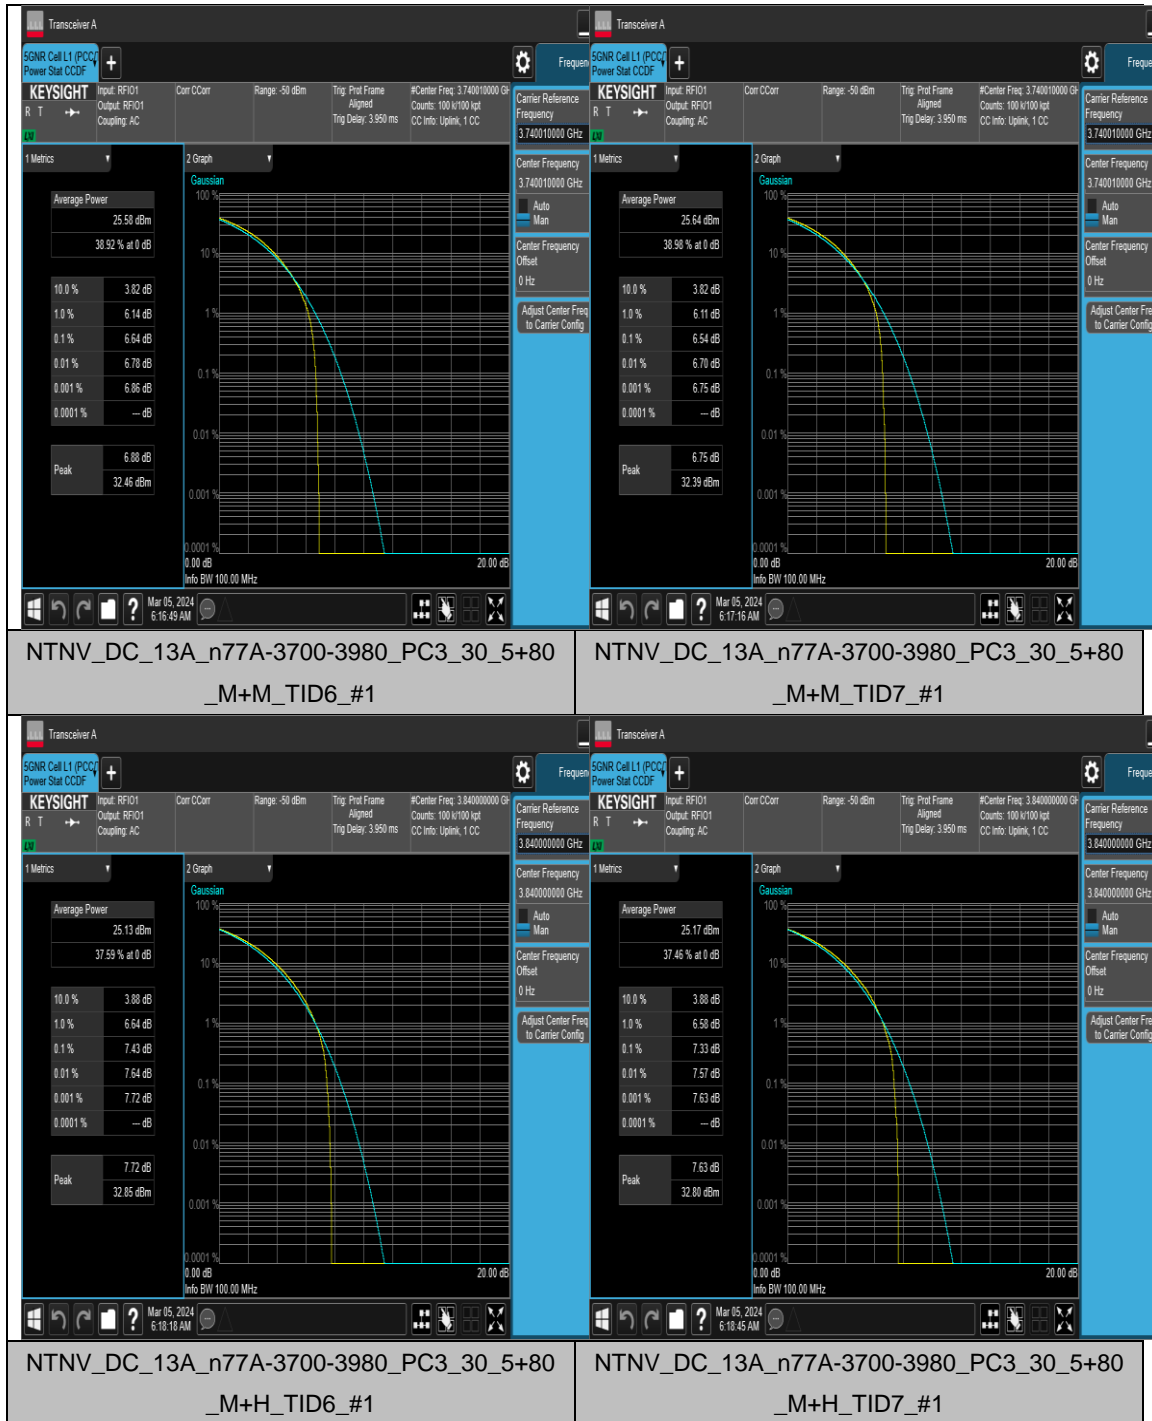 Transceiver A
5GNR Cell L1 (PCC
Power Stat CCDF
+
Frequen
KEYSIGHT
R T
LXI
Input: RFIO1
Output: RFIO1
Coupling: AC
Corr CCorr
Range: -50 dBm
Trig: Prot Frame
Aligned
Trig Delay: 3.950 ms
#Center Freq: 3.740010000 GH
Counts: 100 k/100 kpt
CC Info: Uplink, 1 CC
Carrier Reference
Frequency
3.740010000 GHz
Center Frequency
3.740010000 GHz
Auto
Man
Center Frequency
Offset
0 Hz
Adjust Center Freq
to Carrier Config
1 Metrics
Average Power
25.58 dBm
38.92 % at 0 dB
10.0 % 3.82 dB
1.0 % 6.14 dB
0.1 % 6.64 dB
0.01 % 6.78 dB
0.001 % 6.86 dB
0.0001 % --- dB
Peak
6.88 dB
32.46 dBm
2 Graph
Gaussian
100 %
10 %
1 %
0.1 %
0.01 %
0.001 %
0.0001 %
0.00 dB 20.00 dB
Info BW 100.00 MHz
?
Mar 05, 2024
6:16:49 AM
Transceiver A
5GNR Cell L1 (PCC
Power Stat CCDF
+
Freque
KEYSIGHT
R T
LXI
Input: RFIO1
Output: RFIO1
Coupling: AC
Corr CCorr
Range: -50 dBm
Trig: Prot Frame
Aligned
Trig Delay: 3.950 ms
#Center Freq: 3.740010000 GH
Counts: 100 k/100 kpt
CC Info: Uplink, 1 CC
Carrier Reference
Frequency
3.740010000 GHz
Center Frequency
3.740010000 GHz
Auto
Man
Center Frequency
Offset
0 Hz
Adjust Center Fre
to Carrier Config
1 Metrics
Average Power
25.64 dBm
38.98 % at 0 dB
10.0 % 3.82 dB
1.0 % 6.11 dB
0.1 % 6.54 dB
0.01 % 6.70 dB
0.001 % 6.75 dB
0.0001 % --- dB
Peak
6.75 dB
32.39 dBm
2 Graph
Gaussian
100 %
10 %
1 %
0.1 %
0.01 %
0.001 %
0.0001 %
0.00 dB 20.00 dB
Info BW 100.00 MHz
?
Mar 05, 2024
6:17:16 AM
NTNV_DC_13A_n77A-3700-3980_PC3_30_5+80
_M+M_TID6_#1
NTNV_DC_13A_n77A-3700-3980_PC3_30_5+80
_M+M_TID7_#1
Transceiver A
5GNR Cell L1 (PCC
Power Stat CCDF
+
Frequen
KEYSIGHT
R T
LXI
Input: RFIO1
Output: RFIO1
Coupling: AC
Corr CCorr
Range: -50 dBm
Trig: Prot Frame
Aligned
Trig Delay: 3.950 ms
#Center Freq: 3.840000000 GH
Counts: 100 k/100 kpt
CC Info: Uplink, 1 CC
Carrier Reference
Frequency
3.840000000 GHz
Center Frequency
3.840000000 GHz
Auto
Man
Center Frequency
Offset
0 Hz
Adjust Center Freq
to Carrier Config
1 Metrics
Average Power
25.13 dBm
37.59 % at 0 dB
10.0 % 3.88 dB
1.0 % 6.64 dB
0.1 % 7.43 dB
0.01 % 7.64 dB
0.001 % 7.72 dB
0.0001 % --- dB
Peak
7.72 dB
32.85 dBm
2 Graph
Gaussian
100 %
10 %
1 %
0.1 %
0.01 %
0.001 %
0.0001 %
0.00 dB 20.00 dB
Info BW 100.00 MHz
?
Mar 05, 2024
6:18:18 AM
Transceiver A
5GNR Cell L1 (PCC
Power Stat CCDF
+
Freque
KEYSIGHT
R T
LXI
Input: RFIO1
Output: RFIO1
Coupling: AC
Corr CCorr
Range: -50 dBm
Trig: Prot Frame
Aligned
Trig Delay: 3.950 ms
#Center Freq: 3.840000000 GH
Counts: 100 k/100 kpt
CC Info: Uplink, 1 CC
Carrier Reference
Frequency
3.840000000 GHz
Center Frequency
3.840000000 GHz
Auto
Man
Center Frequency
Offset
0 Hz
Adjust Center Fre
to Carrier Config
1 Metrics
Average Power
25.17 dBm
37.46 % at 0 dB
10.0 % 3.88 dB
1.0 % 6.58 dB
0.1 % 7.33 dB
0.01 % 7.57 dB
0.001 % 7.63 dB
0.0001 % --- dB
Peak
7.63 dB
32.80 dBm
2 Graph
Gaussian
100 %
10 %
1 %
0.1 %
0.01 %
0.001 %
0.0001 %
0.00 dB 20.00 dB
Info BW 100.00 MHz
?
Mar 05, 2024
6:18:45 AM
NTNV_DC_13A_n77A-3700-3980_PC3_30_5+80
_M+H_TID6_#1
NTNV_DC_13A_n77A-3700-3980_PC3_30_5+80
_M+H_TID7_#1